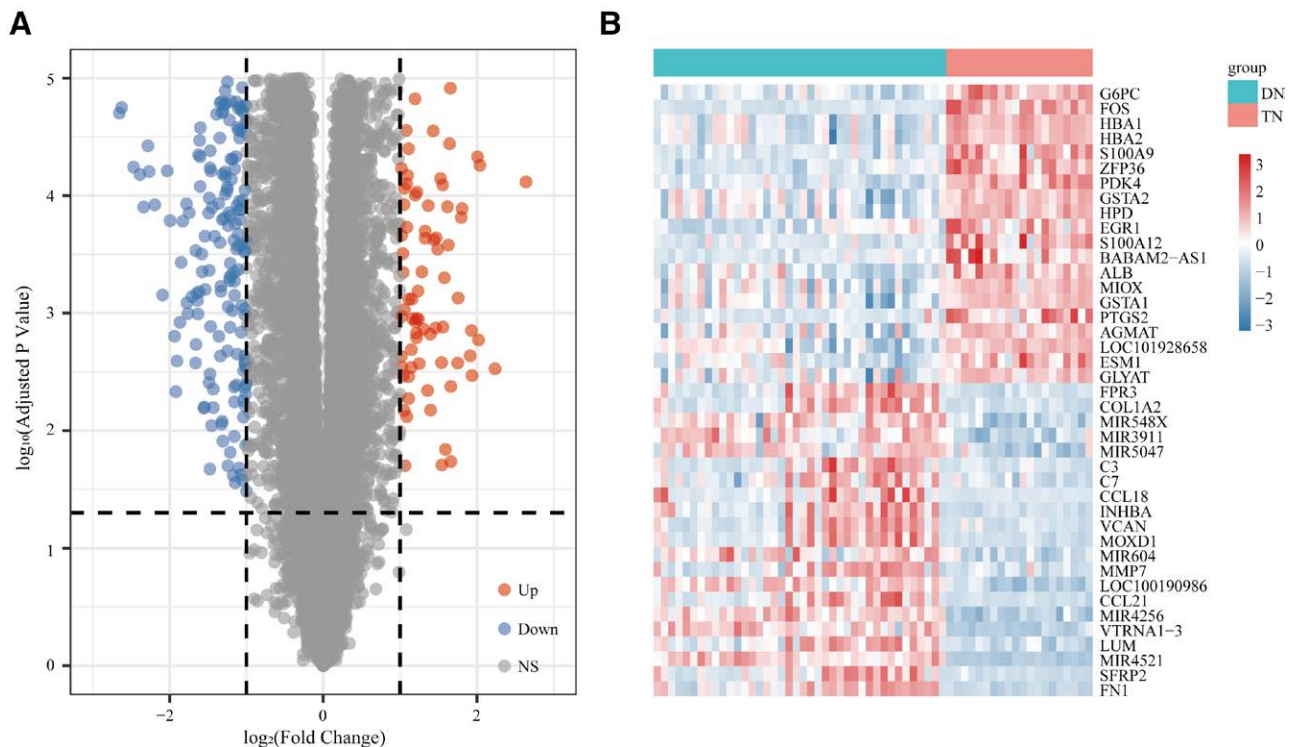 A
5
4
3
2
1
0
−2
0
2
log₁₀(Adjusted P Value)
log₂(Fold Change)
Up
Down
NS
B
group
DN
TN
3
2
1
0
−1
−2
−3
G6PC
FOS
HBA1
HBA2
S100A9
ZFP36
PDK4
GSTA2
HPD
EGR1
S100A12
BABAM2−AS1
ALB
MIOX
GSTA1
PTGS2
AGMAT
LOC101928658
ESM1
GLYAT
FPR3
COL1A2
MIR548X
MIR3911
MIR5047
C3
C7
CCL18
INHBA
VCAN
MOXD1
MIR604
MMP7
LOC100190986
CCL21
MIR4256
VTRNA1−3
LUM
MIR4521
SFRP2
FN1